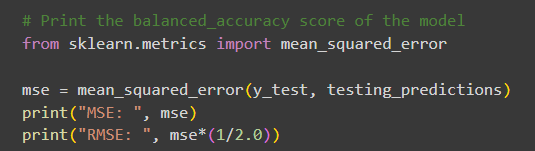 # Print the balanced_accuracy score of the model
from sklearn.metrics import mean_squared_error

mse = mean_squared_error(y_test, testing_predictions)
print("MSE: ", mse)
print("RMSE: ", mse*(1/2.0))